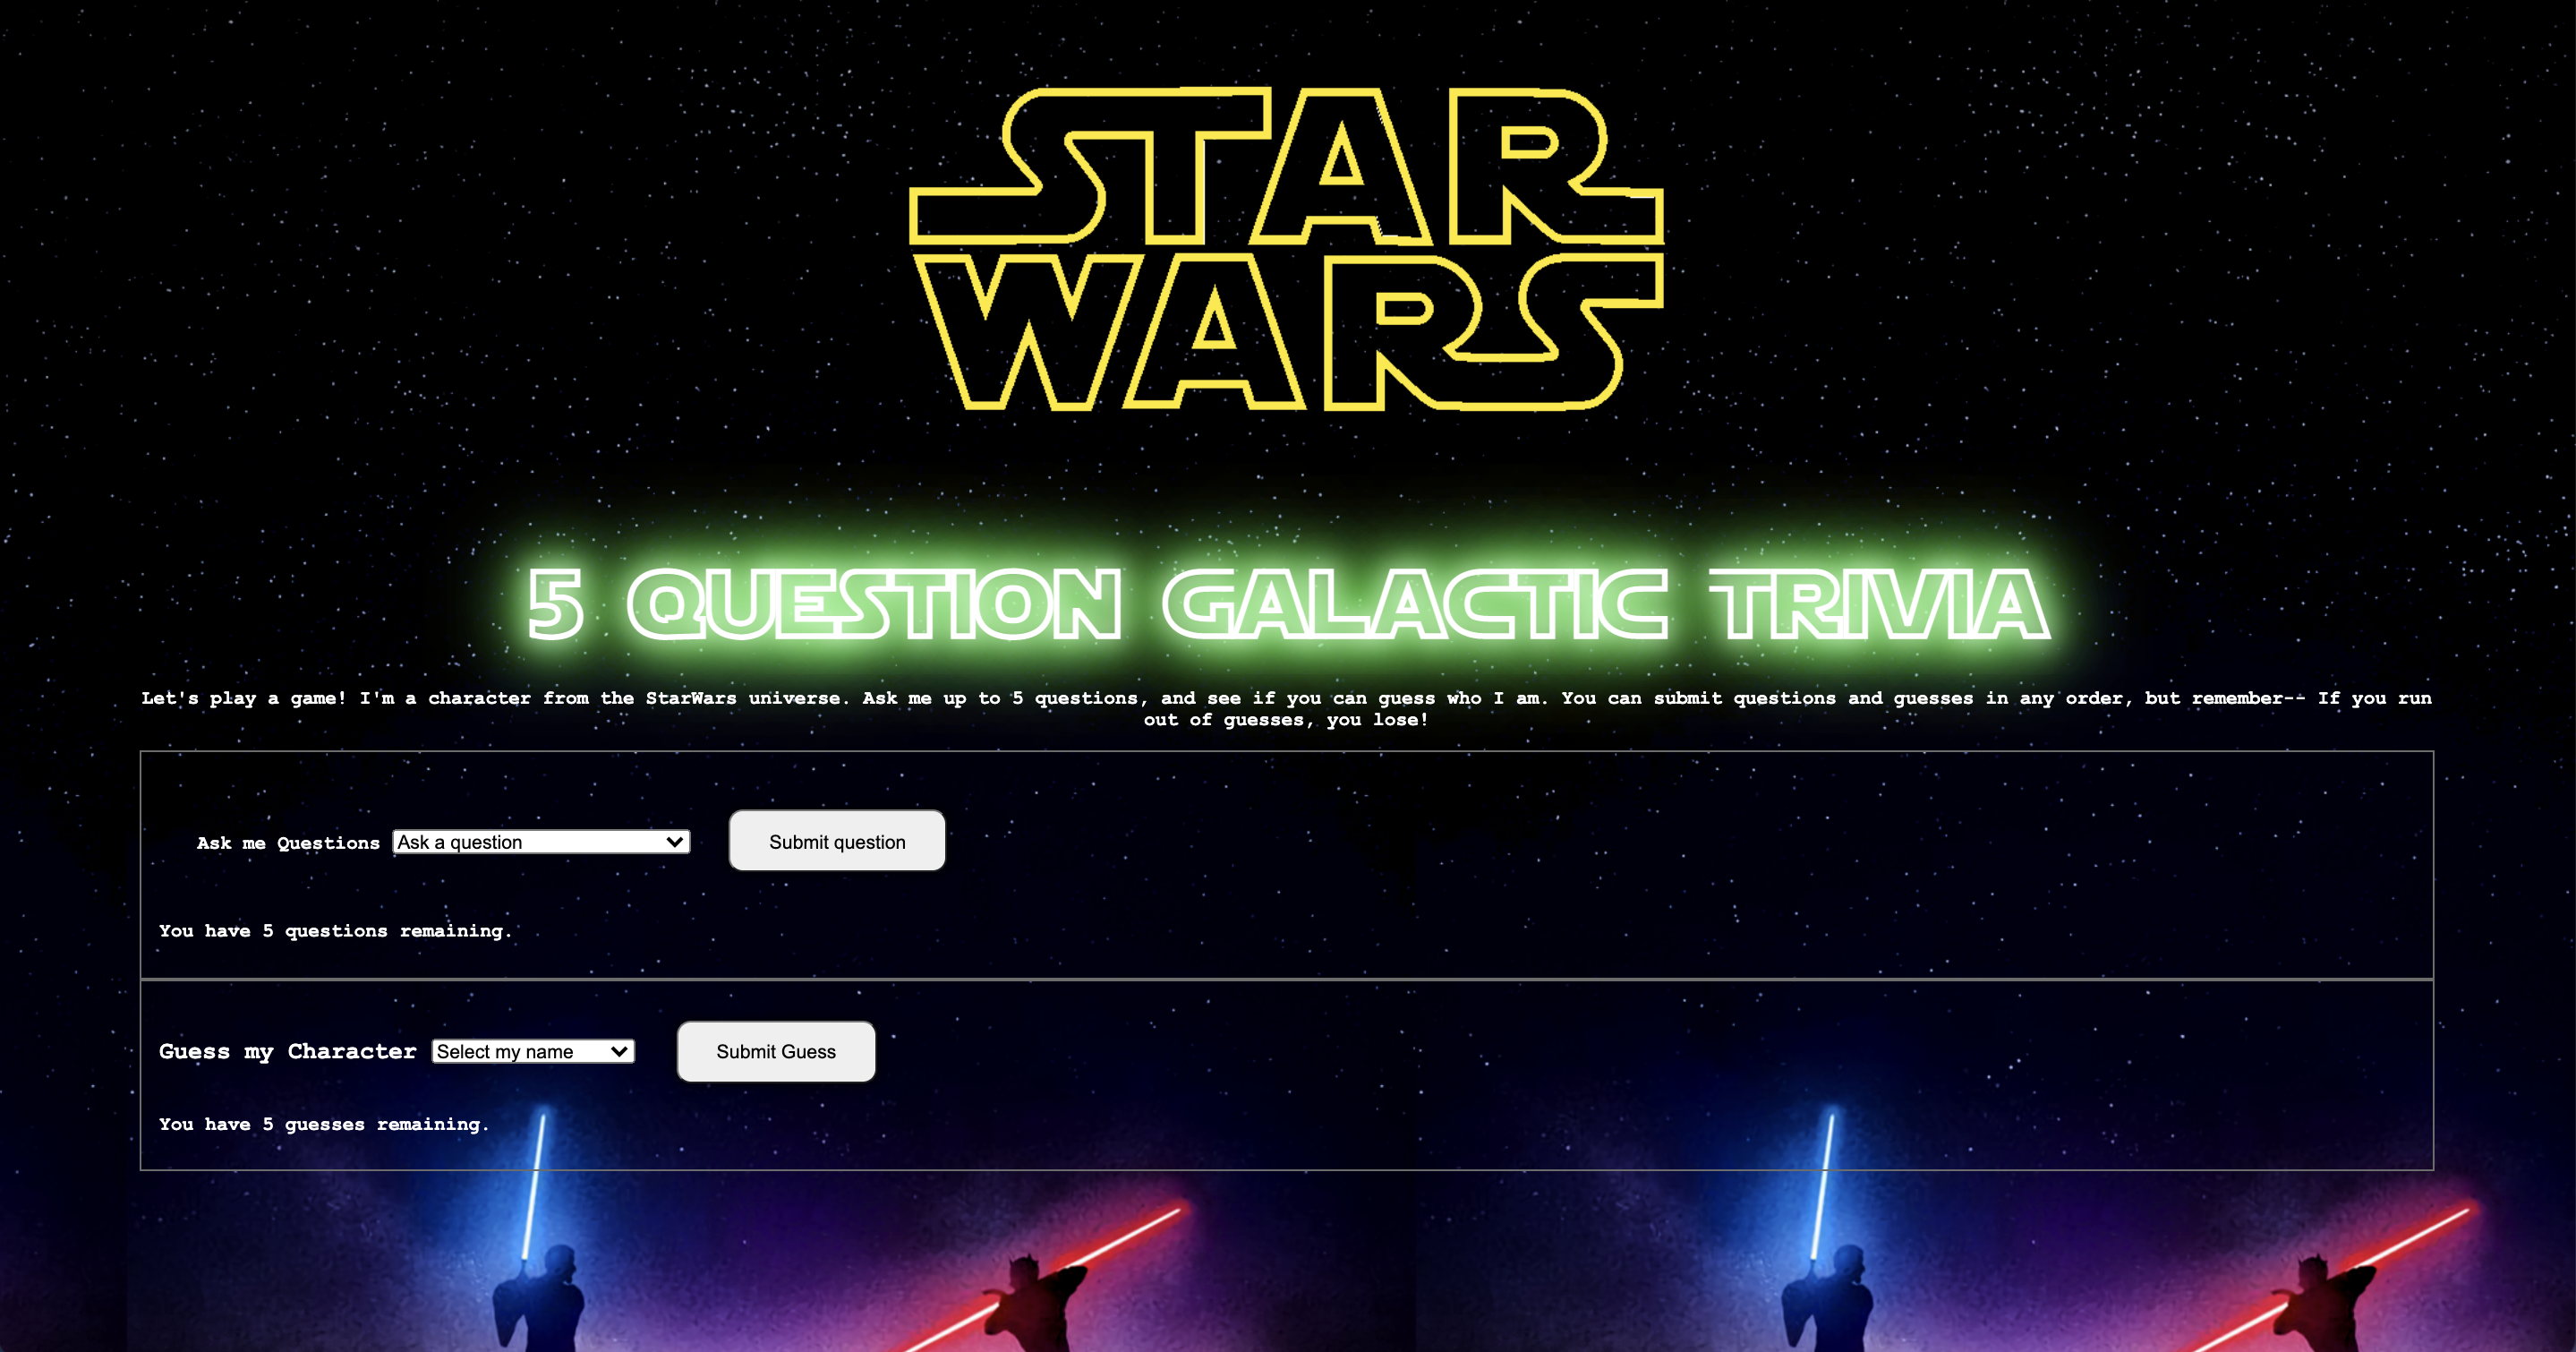 STAR
WARS
5 QUESTION GALACTIC TRIVIA
Let's play a game! I'm a character from the StarWars universe. Ask me up to 5 questions, and see if you can guess who I am. You can submit questions and guesses in any order, but remember-- If you run
out of guesses, you lose!
Ask me Questions Ask a question Submit question
You have 5 questions remaining.
Guess my Character Select my name Submit Guess
You have 5 guesses remaining.